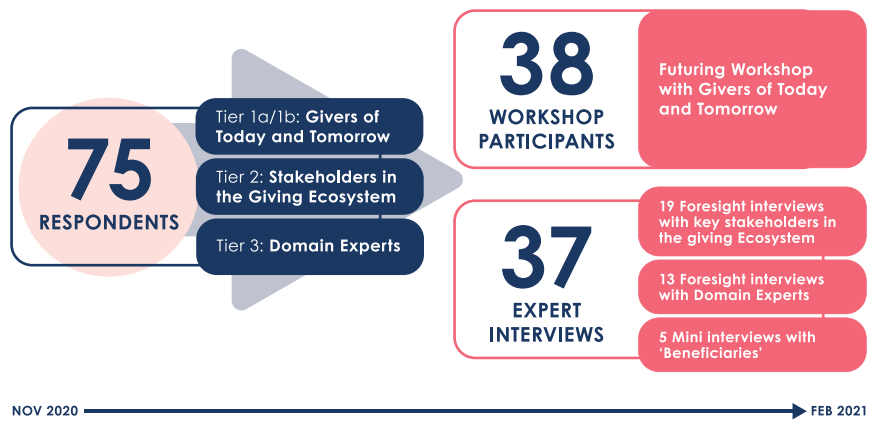 75
RESPONDENTS
Tier 1a/1b: Givers of
Today and Tomorrow
Tier 2: Stakeholders in
the Giving Ecosystem
Tier 3: Domain Experts
38
WORKSHOP
PARTICIPANTS
Futuring Workshop
with Givers of Today
and Tomorrow
37
EXPERT
INTERVIEWS
19 Foresight interviews
with key stakeholders in
the giving Ecosystem
13 Foresight interviews
with Domain Experts
5 Mini interviews with
‘Beneficiaries’
NOV 2020
FEB 2021